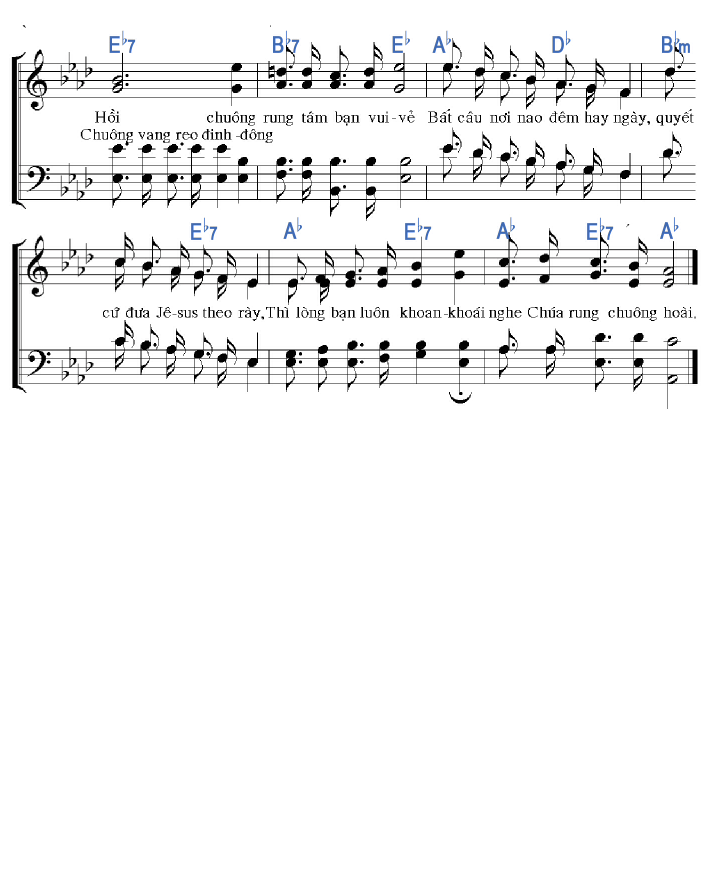 E♭7 B♭7 E♭ A♭ D♭ B♭m
Hồi chuông rung tâm bạn vui-vẻ Bất câu nơi nao đêm hay ngày, quyết
Chuông vang reo đinh-đông
E♭7 A♭ E♭7 A♭ E♭7 A♭
cứ đưa Jê-sus theo rày, Thì lòng bạn luôn khoan-khoái nghe Chúa rung chuông hoài.